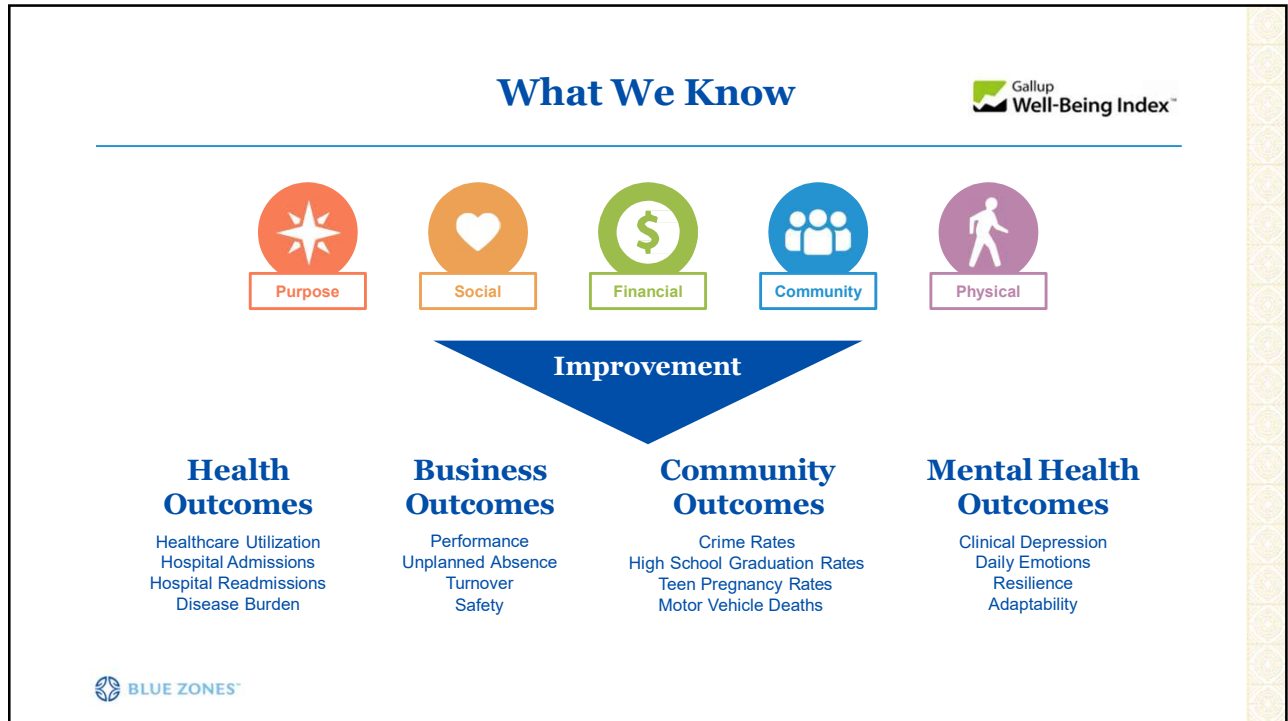 What We Know
Gallup
Well-Being Index™
Purpose
Social
Financial
Community
Physical
Improvement
Health
Outcomes
Healthcare Utilization
Hospital Admissions
Hospital Readmissions
Disease Burden
Business
Outcomes
Performance
Unplanned Absence
Turnover
Safety
Community
Outcomes
Crime Rates
High School Graduation Rates
Teen Pregnancy Rates
Motor Vehicle Deaths
Mental Health
Outcomes
Clinical Depression
Daily Emotions
Resilience
Adaptability
BLUE ZONES™